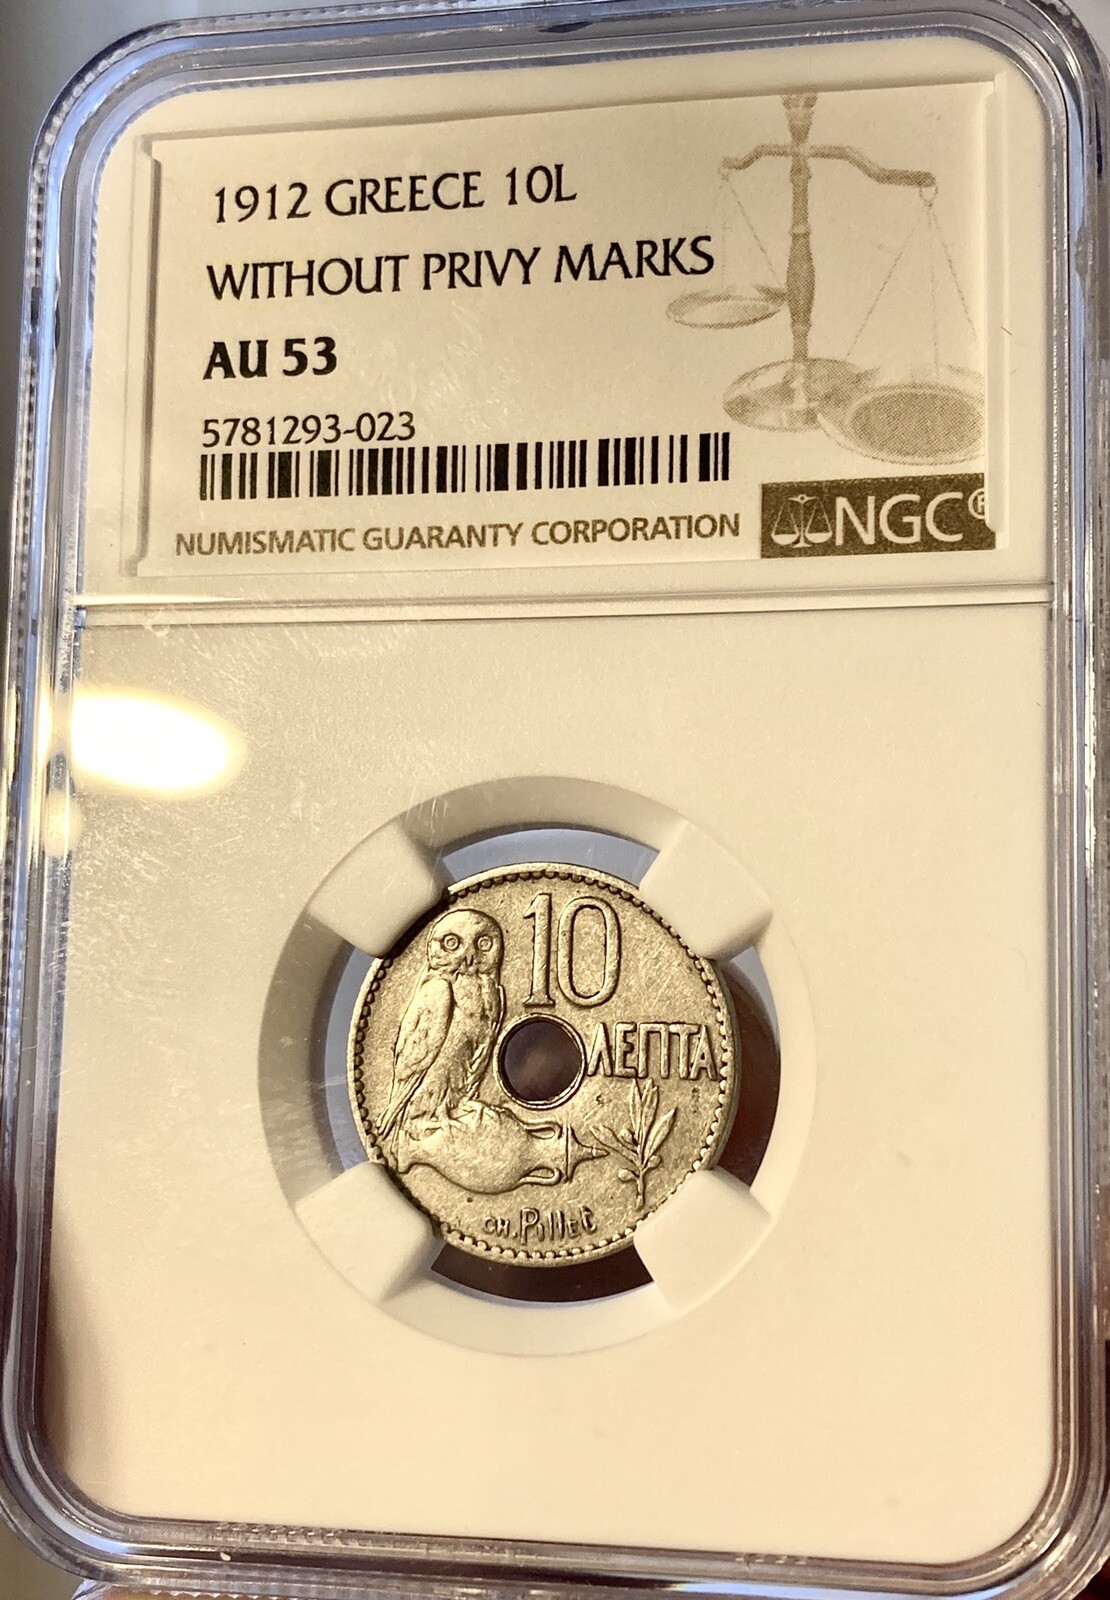 1912 GREECE 10L
WITHOUT PRIVY MARKS
AU 53
5781293-023
NUMISMATIC GUARANTY CORPORATION
NGC®
10
ΛΕΠΤΑ
CH. Pillet